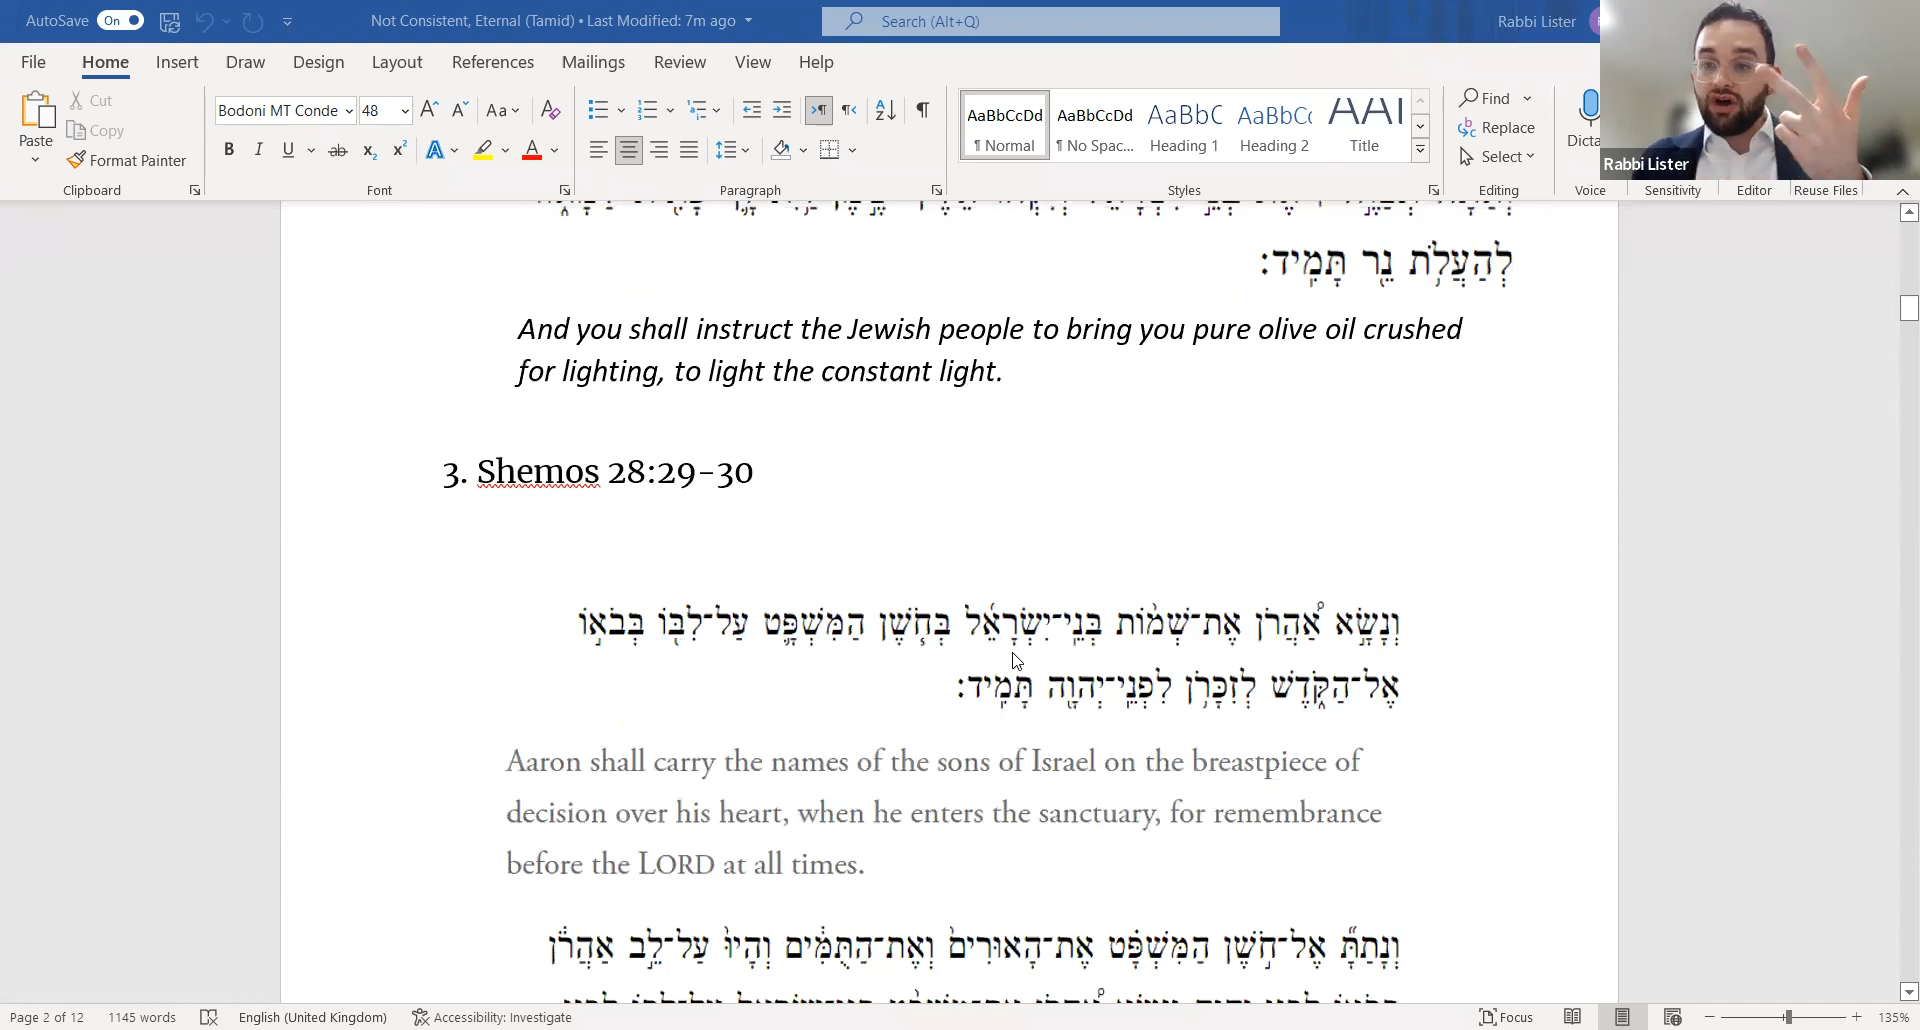 AutoSave On
Not Consistent, Eternal (Tamid) • Last Modified: 7m ago
Search (Alt+Q)
Rabbi Lister
File Home Insert Draw Design Layout References Mailings Review View Help
Paste
Cut
Copy
Format Painter
Clipboard
Bodoni MT Conde 48
Font
Paragraph
AaBbCcDd AaBbCcDd AaBbC AaBbCc AAI
¶ Normal ¶ No Spac... Heading 1 Heading 2 Title
Styles
Find
Replace
Select
Editing
Dicta
Voice
Sensitivity
Editor
Reuse Files
Rabbi Lister
לְהַעֲלֹ֥ת נֵ֖ר תָּמִֽיד׃
And you shall instruct the Jewish people to bring you pure olive oil crushed
for lighting, to light the constant light.
3. Shemos 28:29-30
וְנָשָׂ֣א אַ֠הֲרֹן אֶת־שְׁמ֨וֹת בְּנֵֽי־יִשְׂרָאֵ֜ל בְּחֹ֧שֶׁן הַמִּשְׁפָּ֛ט עַל־לִבּ֖וֹ בְּבֹא֣וֹ
אֶל־הַקֹּ֑דֶשׁ לְזִכָּרֹ֥ן לִפְנֵֽי־יְהוָ֖ה תָּמִֽיד׃
Aaron shall carry the names of the sons of Israel on the breastpiece of
decision over his heart, when he enters the sanctuary, for remembrance
before the LORD at all times.
וְנָתַתָּ֞ אֶל־חֹ֣שֶׁן הַמִּשְׁפָּ֗ט אֶת־הָאוּרִים֙ וְאֶת־הַתֻּמִּ֔ים וְהָיוּ֙ עַל־לֵ֣ב אַהֲרֹ֔ן
Page 2 of 12 1145 words English (United Kingdom) Accessibility: Investigate Focus 135%